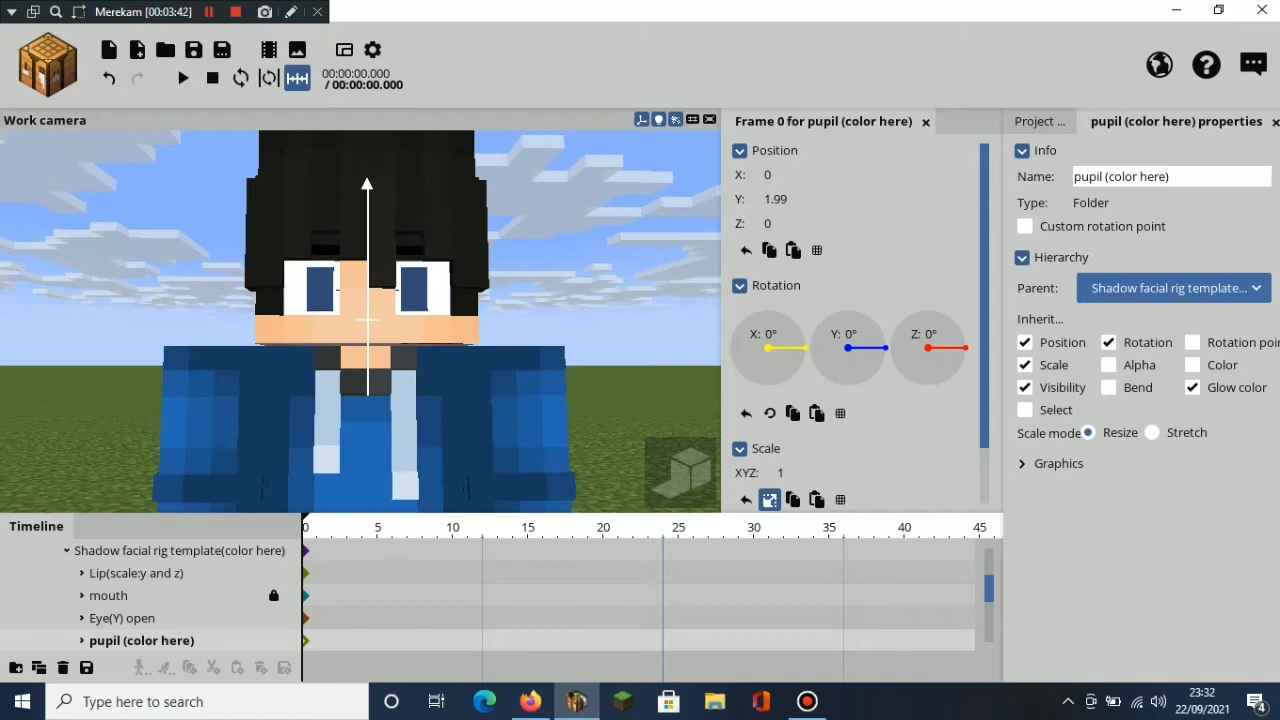 Merekam [00:03:42]
00:00:00.000
/ 00:00:00.000
Work camera
Frame 0 for pupil (color here)
Position
X: 0
Y: 1.99
Z: 0
Rotation
X: 0° Y: 0° Z: 0°
Scale
XYZ: 1
Project ... pupil (color here) properties
Info
Name: pupil (color here)
Type: Folder
Custom rotation point
Hierarchy
Parent: Shadow facial rig template...
Inherit...
Position Rotation Rotation poin
Scale Alpha Color
Visibility Bend Glow color
Select
Scale mode Resize Stretch
Graphics
Timeline
0 5 10 15 20 25 30 35 40 45
Shadow facial rig template(color here)
Lip(scale:y and z)
mouth
Eye(Y) open
pupil (color here)
Type here to search
23:32
22/09/2021
4